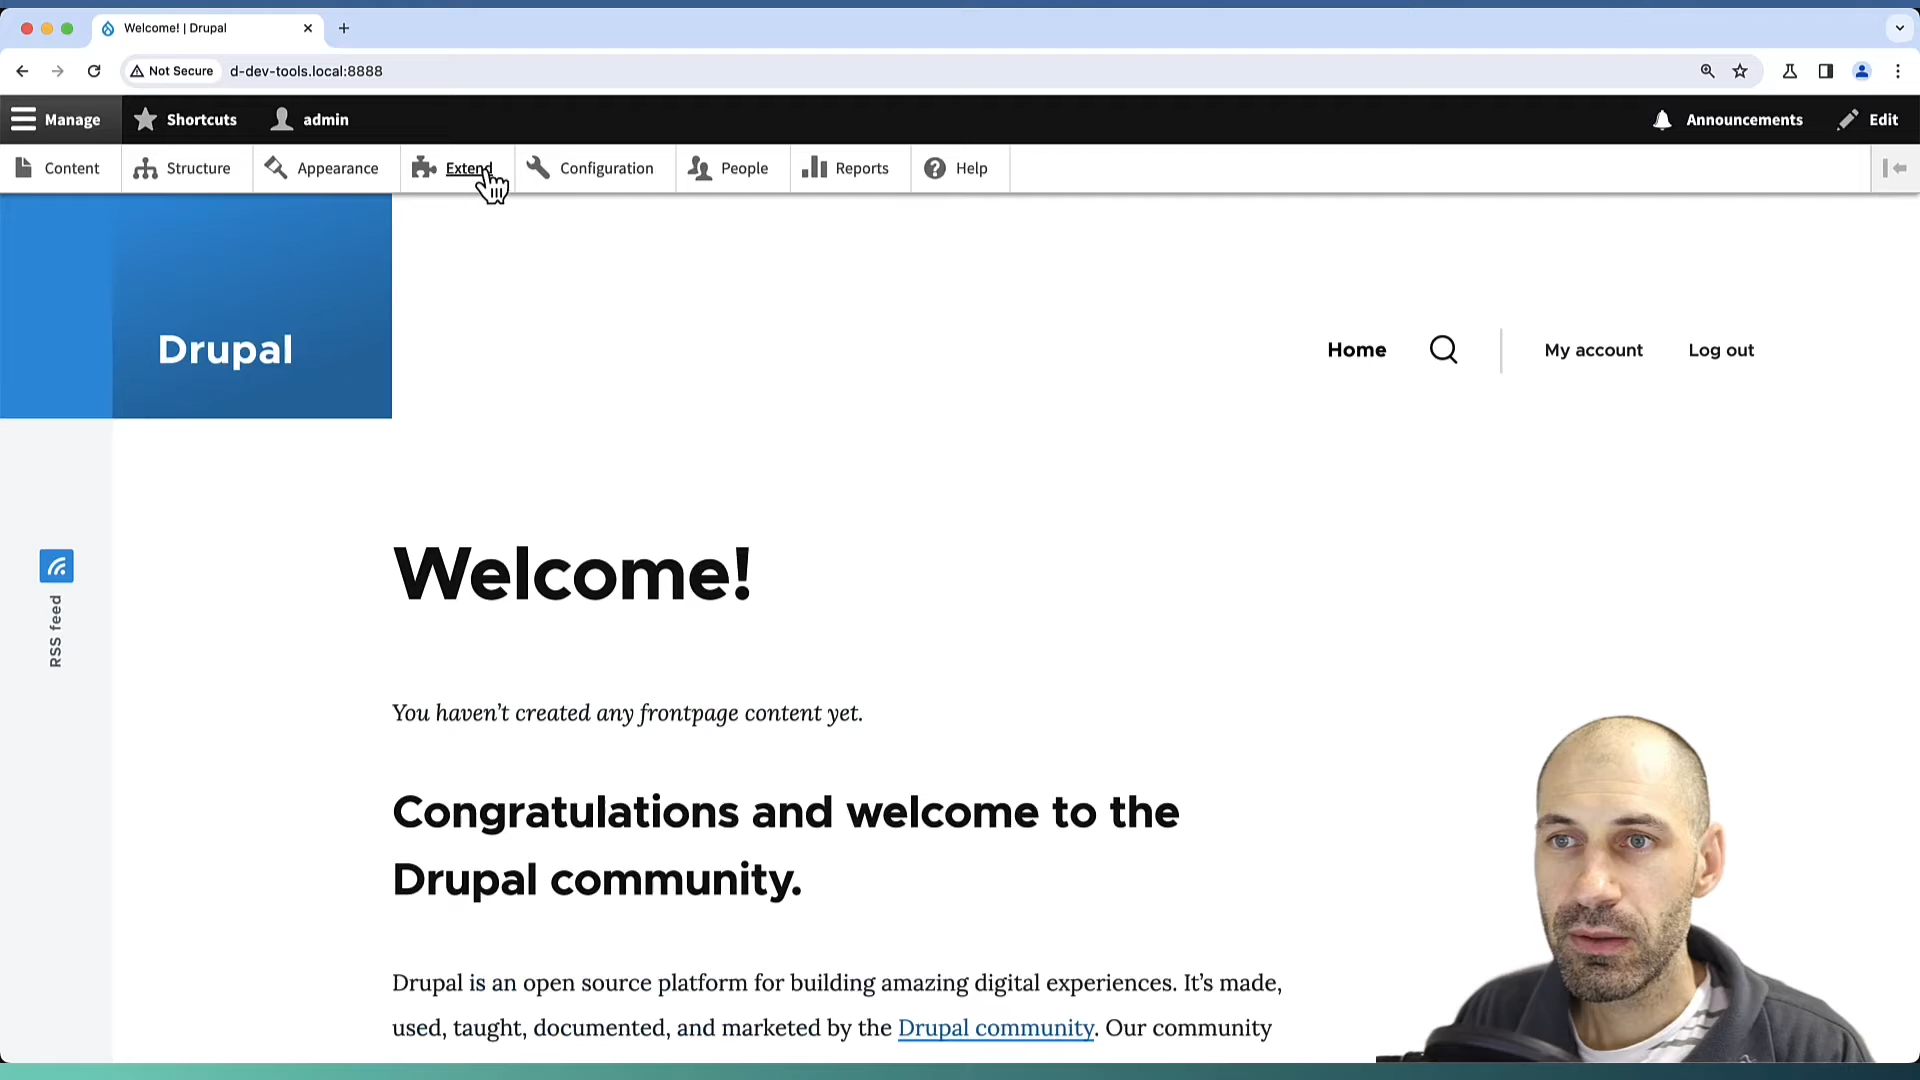 Welcome! | Drupal
Not Secure
d-dev-tools.local:8888
Manage
Shortcuts
admin
Announcements
Edit
Content
Structure
Appearance
Extend
Configuration
People
Reports
Help
Drupal
Home
My account
Log out
RSS feed
Welcome!
You haven’t created any frontpage content yet.
Congratulations and welcome to the
Drupal community.
Drupal is an open source platform for building amazing digital experiences. It’s made,
used, taught, documented, and marketed by the Drupal community. Our community